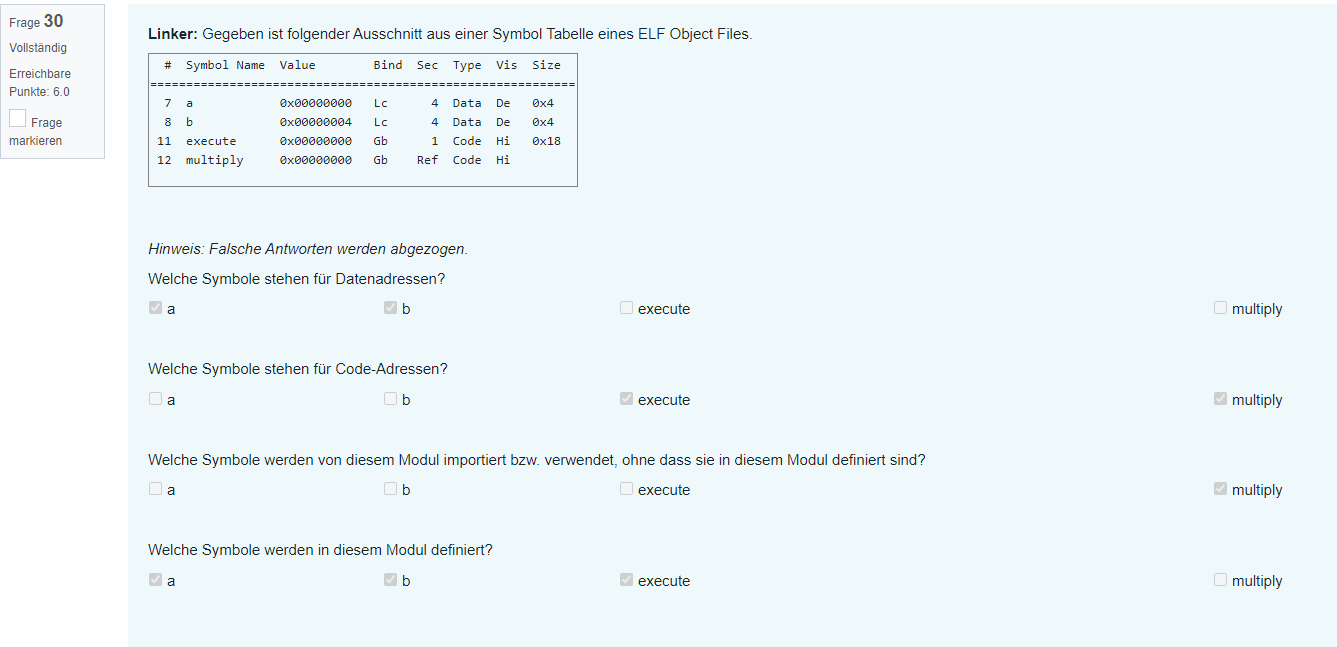 Frage 30
Vollständig
Erreichbare
Punkte: 6.0
Frage
markieren
Linker: Gegeben ist folgender Ausschnitt aus einer Symbol Tabelle eines ELF Object Files.
# Symbol Name Value Bind Sec Type Vis Size
===========================================================
7 a 0x00000000 Lc 4 Data De 0x4
8 b 0x00000004 Lc 4 Data De 0x4
11 execute 0x00000000 Gb 1 Code Hi 0x18
12 multiply 0x00000000 Gb Ref Code Hi
Hinweis: Falsche Antworten werden abgezogen.
Welche Symbole stehen für Datenadressen?
a b execute multiply
Welche Symbole stehen für Code-Adressen?
a b execute multiply
Welche Symbole werden von diesem Modul importiert bzw. verwendet, ohne dass sie in diesem Modul definiert sind?
a b execute multiply
Welche Symbole werden in diesem Modul definiert?
a b execute multiply